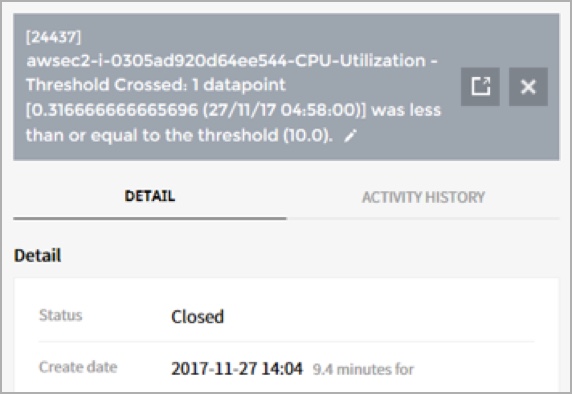 [24437]
awsec2-i-0305ad920d64ee544-CPU-Utilization -
Threshold Crossed: 1 datapoint
[0.316666666665696 (27/11/17 04:58:00)] was less
than or equal to the threshold (10.0).
DETAIL
ACTIVITY HISTORY
Detail
Status
Closed
Create date
2017-11-27 14:04 9.4 minutes for